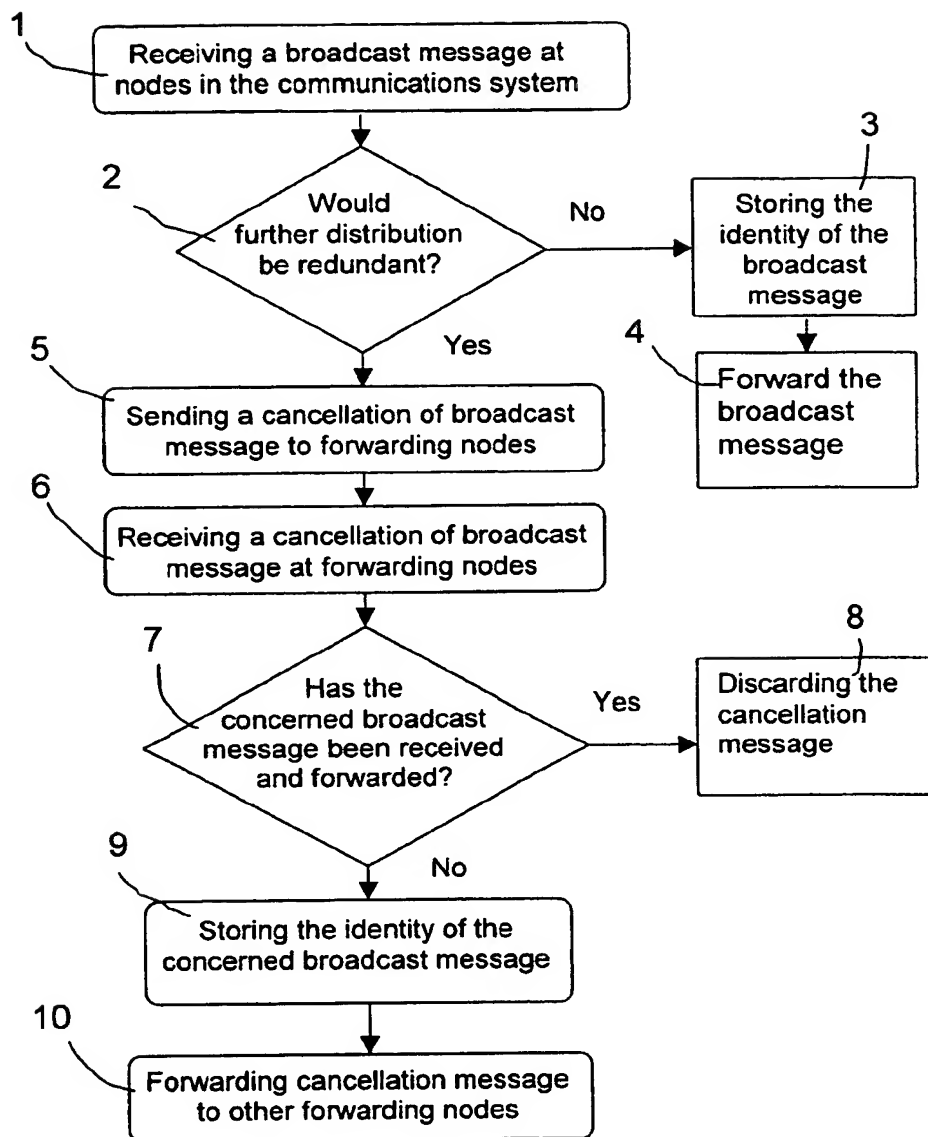 1
Receiving a broadcast message at
nodes in the communications system
2
Would
further distribution
be redundant?
No
3
Storing the
identity of the
broadcast
message
Yes
4
Forward the
broadcast
message
5
Sending a cancellation of broadcast
message to forwarding nodes
6
Receiving a cancellation of broadcast
message at forwarding nodes
7
Has the
concerned broadcast
message been received
and forwarded?
Yes
8
Discarding the
cancellation
message
No
9
Storing the identity of the
concerned broadcast message
10
Forwarding cancellation message
to other forwarding nodes